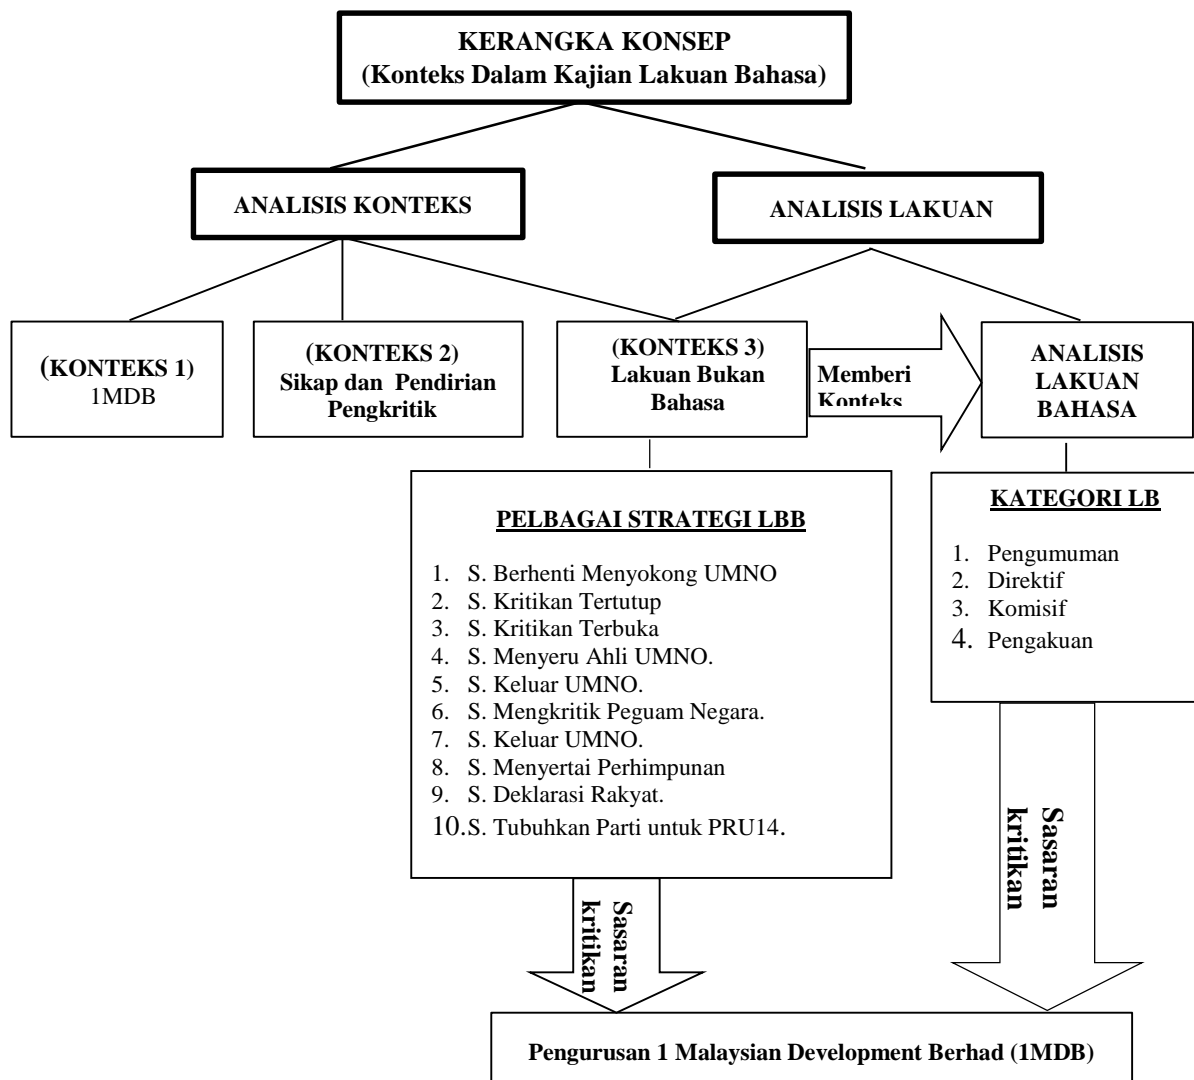 KERANGKA KONSEP
(Konteks Dalam Kajian Lakuan Bahasa)
ANALISIS KONTEKS
ANALISIS LAKUAN
(KONTEKS 1)
1MDB
(KONTEKS 2)
Sikap dan Pendirian
Pengkritik
(KONTEKS 3)
Lakuan Bukan
Bahasa
Memberi
Konteks
ANALISIS
LAKUAN
BAHASA
PELBAGAI STRATEGI LBB
1. S. Berhenti Menyokong UMNO
2. S. Kritikan Tertutup
3. S. Kritikan Terbuka
4. S. Menyeru Ahli UMNO.
5. S. Keluar UMNO.
6. S. Mengkritik Peguam Negara.
7. S. Keluar UMNO.
8. S. Menyertai Perhimpunan
9. S. Deklarasi Rakyat.
10.S. Tubuhkan Parti untuk PRU14.
KATEGORI LB
1. Pengumuman
2. Direktif
3. Komisif
4. Pengakuan
Sasaran
kritikan
Sasaran
kritikan
Pengurusan 1 Malaysian Development Berhad (1MDB)